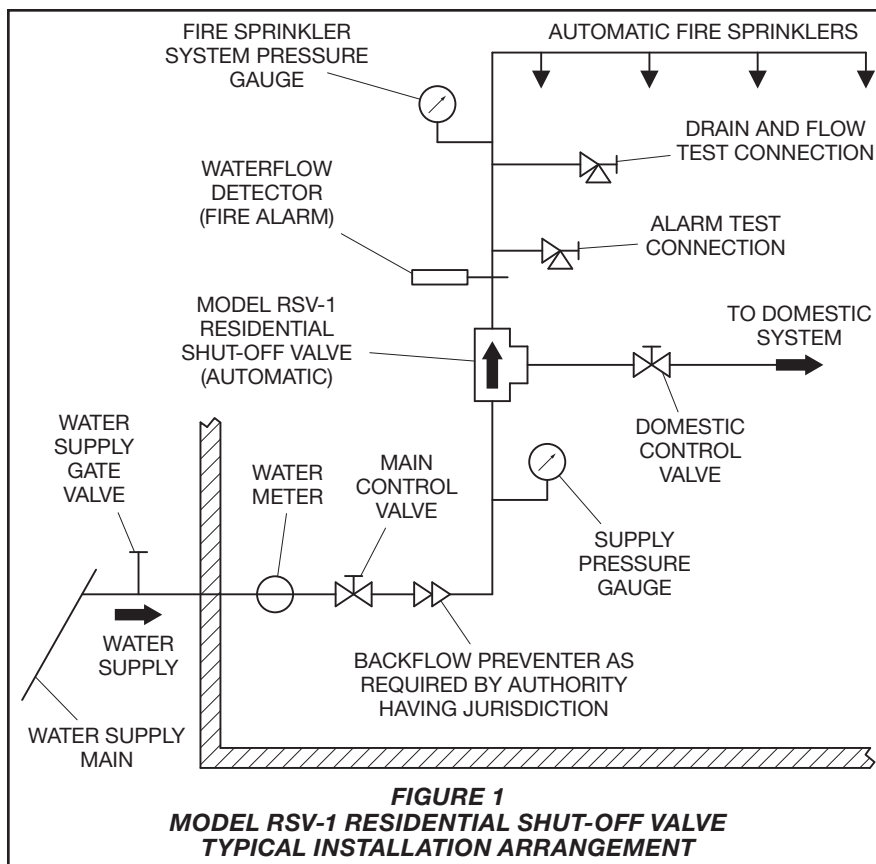 FIRE SPRINKLER
SYSTEM PRESSURE
GAUGE
AUTOMATIC FIRE SPRINKLERS
DRAIN AND FLOW
TEST CONNECTION
WATERFLOW
DETECTOR
(FIRE ALARM)
ALARM TEST
CONNECTION
MODEL RSV-1
RESIDENTIAL
SHUT-OFF VALVE
(AUTOMATIC)
TO DOMESTIC
SYSTEM
DOMESTIC
CONTROL
VALVE
WATER
SUPPLY
GATE
VALVE
WATER
METER
MAIN
CONTROL
VALVE
SUPPLY
PRESSURE
GAUGE
WATER
SUPPLY
BACKFLOW PREVENTER AS
REQUIRED BY AUTHORITY
HAVING JURISDICTION
WATER SUPPLY
MAIN
FIGURE 1
MODEL RSV-1 RESIDENTIAL SHUT-OFF VALVE
TYPICAL INSTALLATION ARRANGEMENT